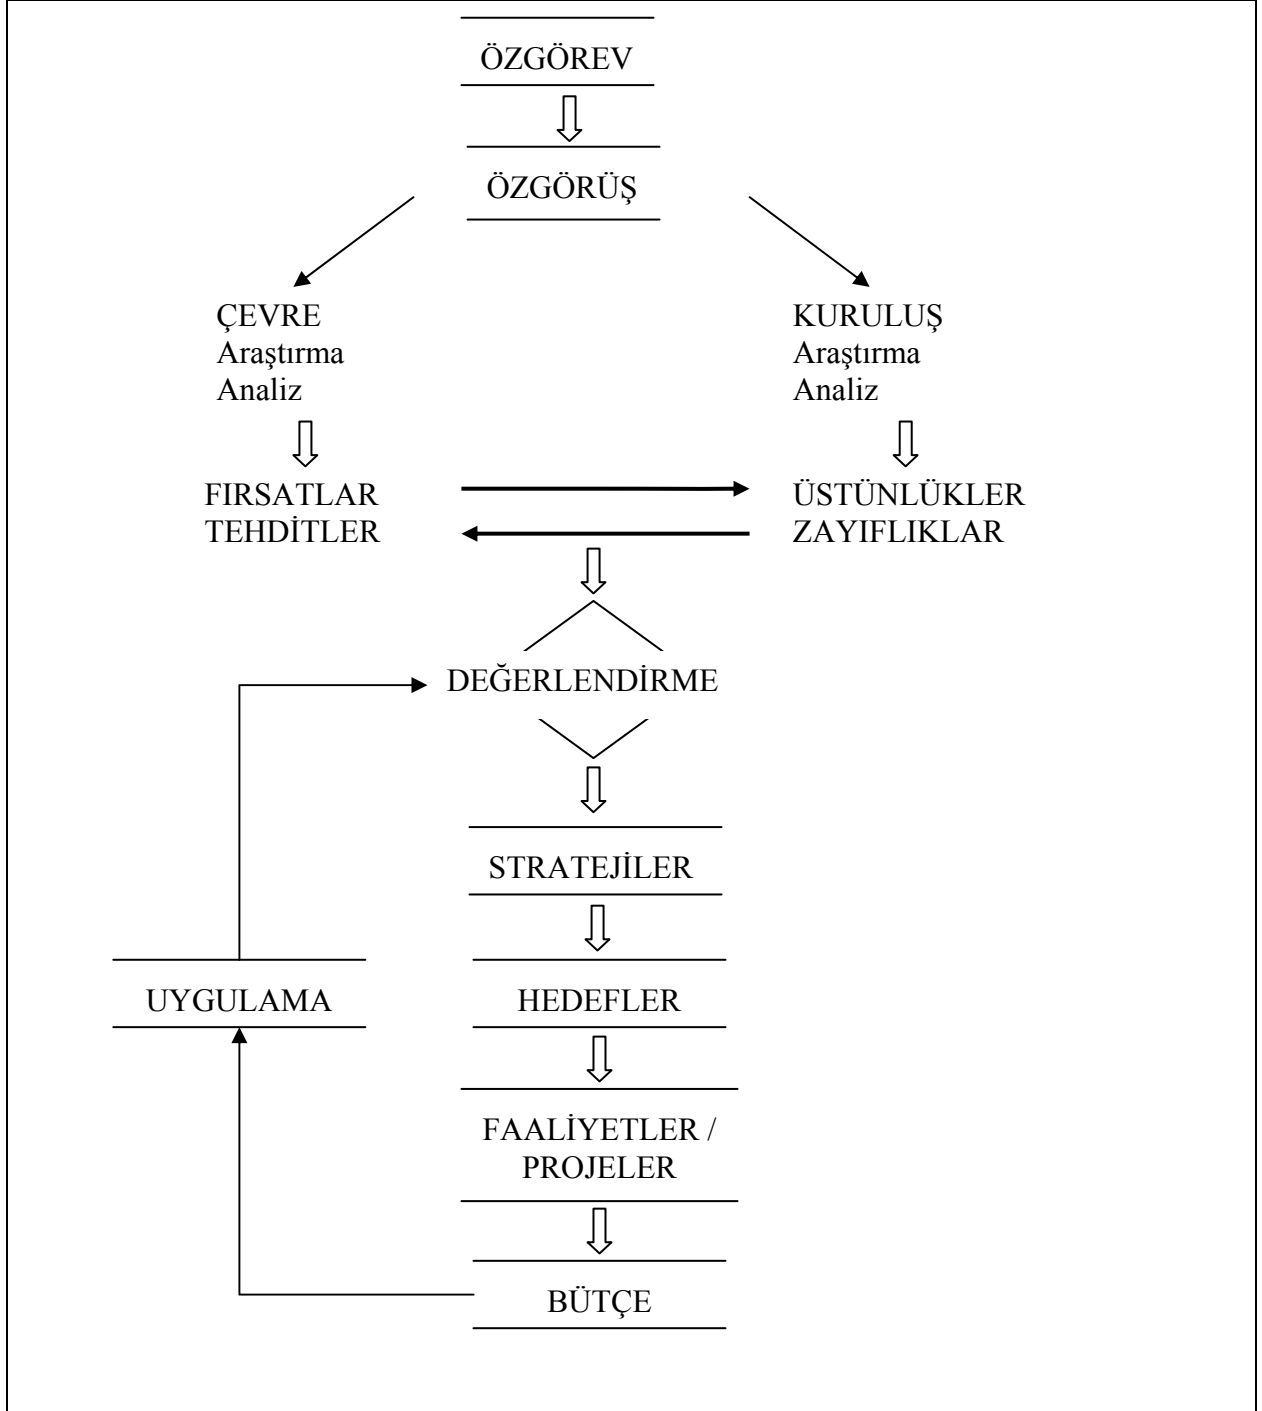 ÖZGÖREV
ÖZGÖRÜŞ
ÇEVRE
Araştırma
Analiz
KURULUŞ
Araştırma
Analiz
FIRSATLAR
TEHDİTLER
ÜSTÜNLÜKLER
ZAYIFLIKLAR
DEĞERLENDİRME
STRATEJİLER
UYGULAMA
HEDEFLER
FAALİYETLER /
PROJELER
BÜTÇE